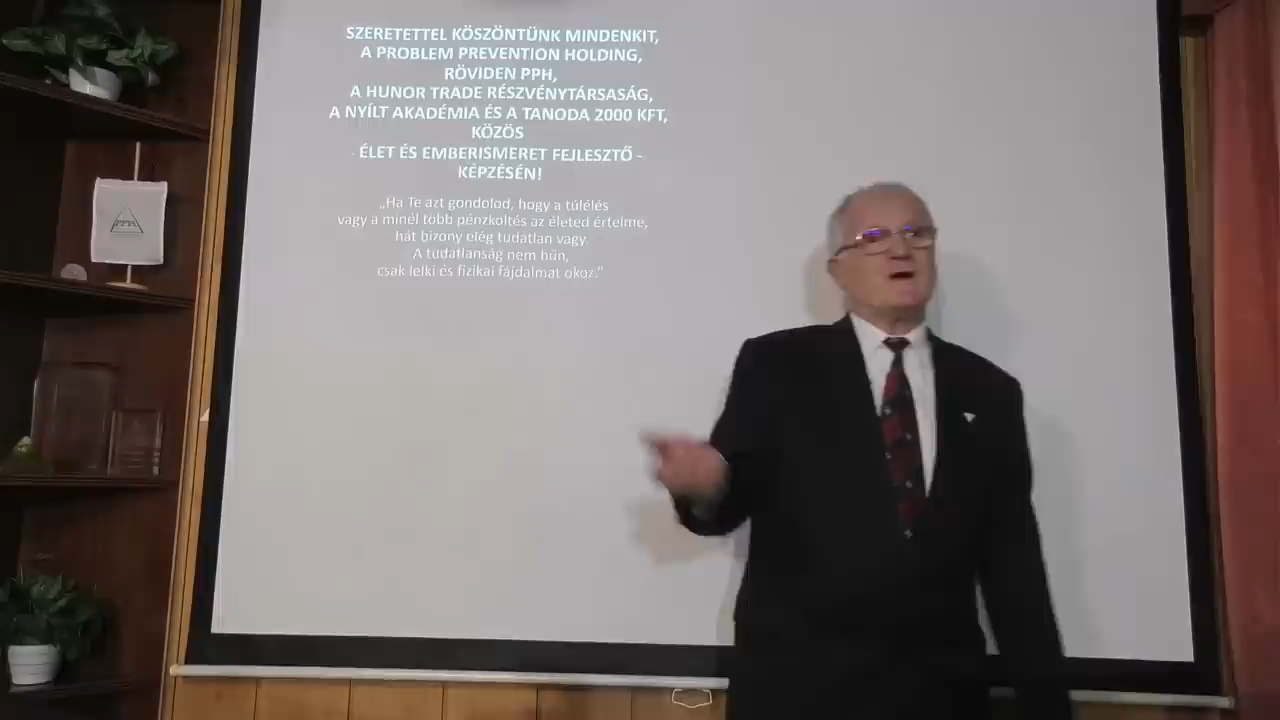 SZERETETTEL KÖSZÖNTÜNK MINDENKIT,
A PROBLEM PREVENTION HOLDING,
RÖVIDEN PPH,
A HUNOR TRADE RÉSZVÉNYTÁRSASÁG,
A NYÍLT AKADÉMIA ÉS A TANODA 2000 KFT,
KÖZÖS
- ÉLET ÉS EMBERISMERET FEJLESZTŐ -
KÉPZÉSÉN!
„Ha Te azt gondolod, hogy a túlélés
vagy a minél több pénzköltés az életed értelme,
hát bizony elég tudatlan vagy.
A tudatlanság nem bűn,
csak lelki és fizikai fájdalmat okoz.”